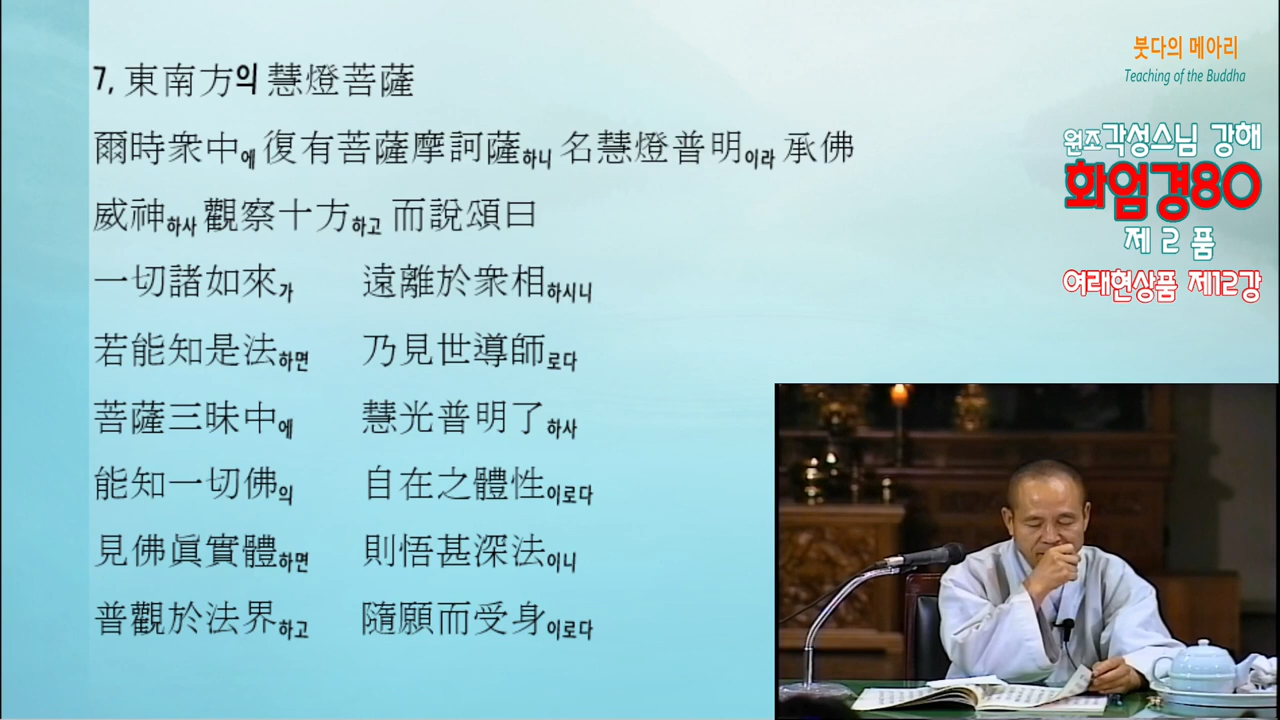 7, 東南方의 慧燈菩薩
爾時衆中에 復有菩薩摩訶薩하니 名慧燈普明이라 承佛
威神하사 觀察十方하고 而說頌曰
一切諸如來가 遠離於衆相하시니
若能知是法하면 乃見世導師로다
菩薩三昧中에 慧光普明了하사
能知一切佛의 自在之體性이로다
見佛眞實體하면 則悟甚深法이니
普觀於法界하고 隨願而受身이로다
붓다의 메아리
Teaching of the Buddha
원조각성스님 강해
화엄경80
제 2 품
여래현상품 제12강